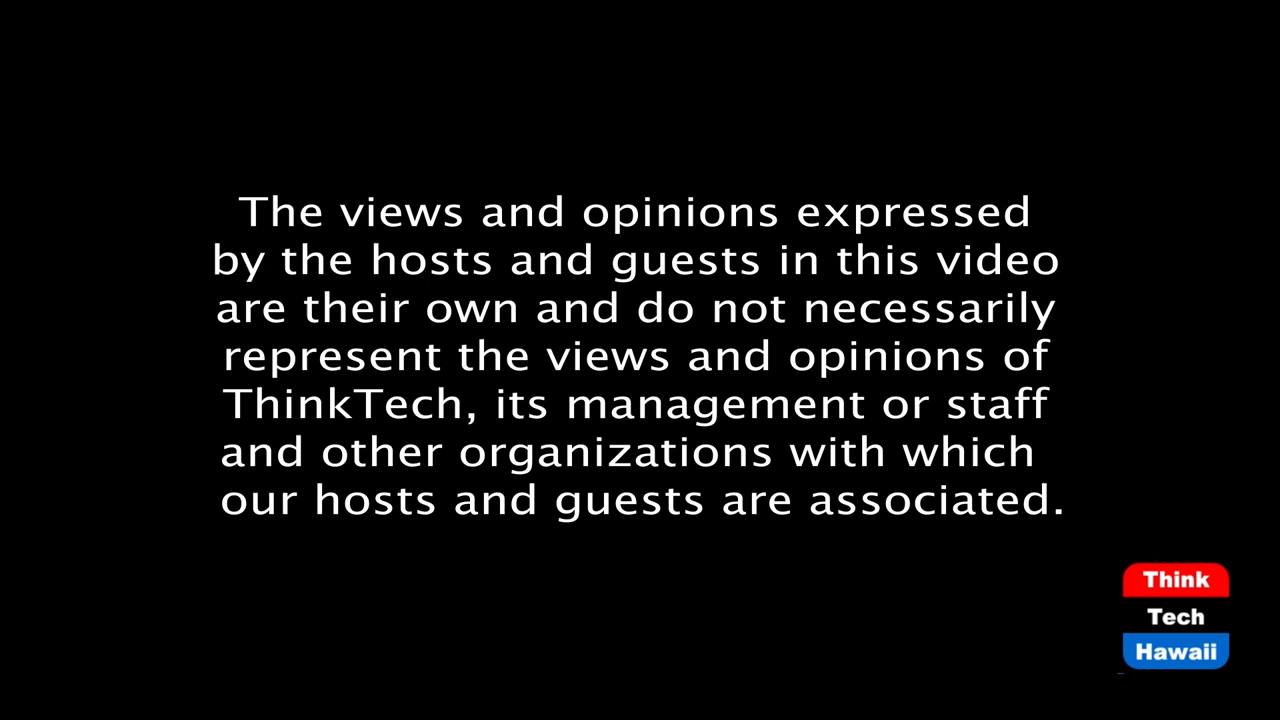 The views and opinions expressed
by the hosts and guests in this video
are their own and do not necessarily
represent the views and opinions of
ThinkTech, its management or staff
and other organizations with which
our hosts and guests are associated.
Think
Tech
Hawaii